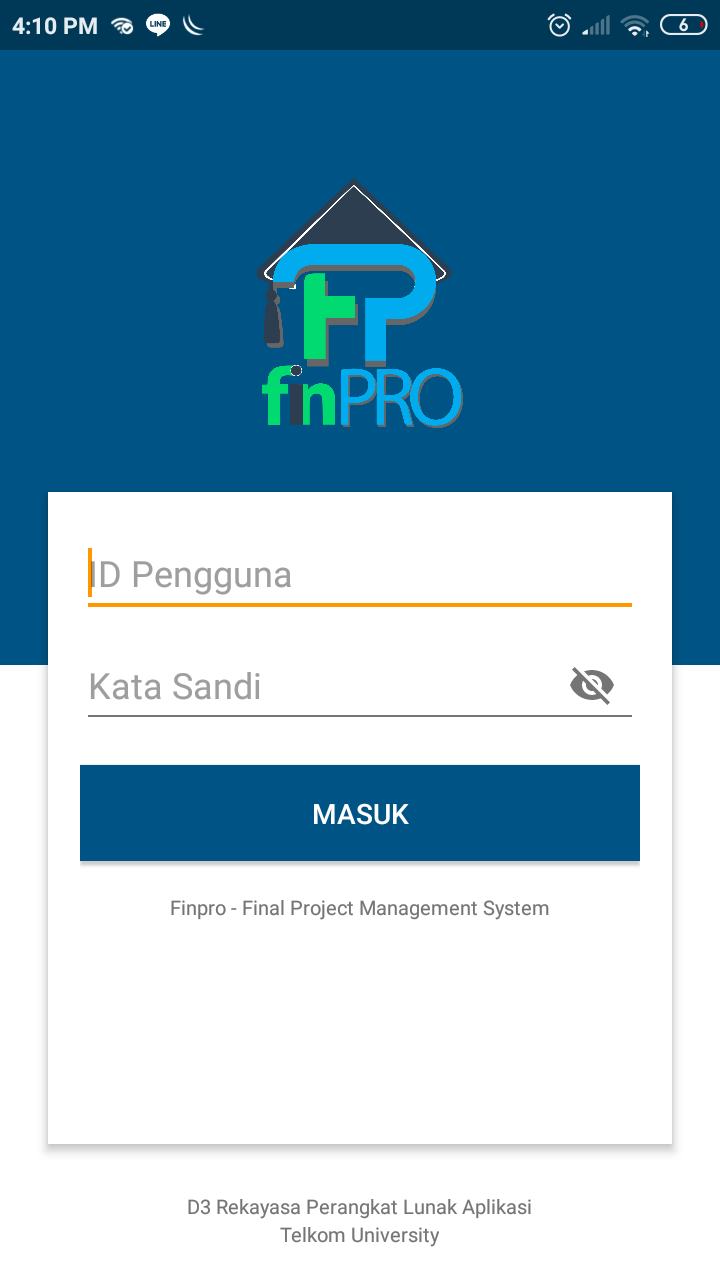 4:10 PM LINE 6
finPRO
ID Pengguna
Kata Sandi
MASUK
Finpro - Final Project Management System
D3 Rekayasa Perangkat Lunak Aplikasi
Telkom University